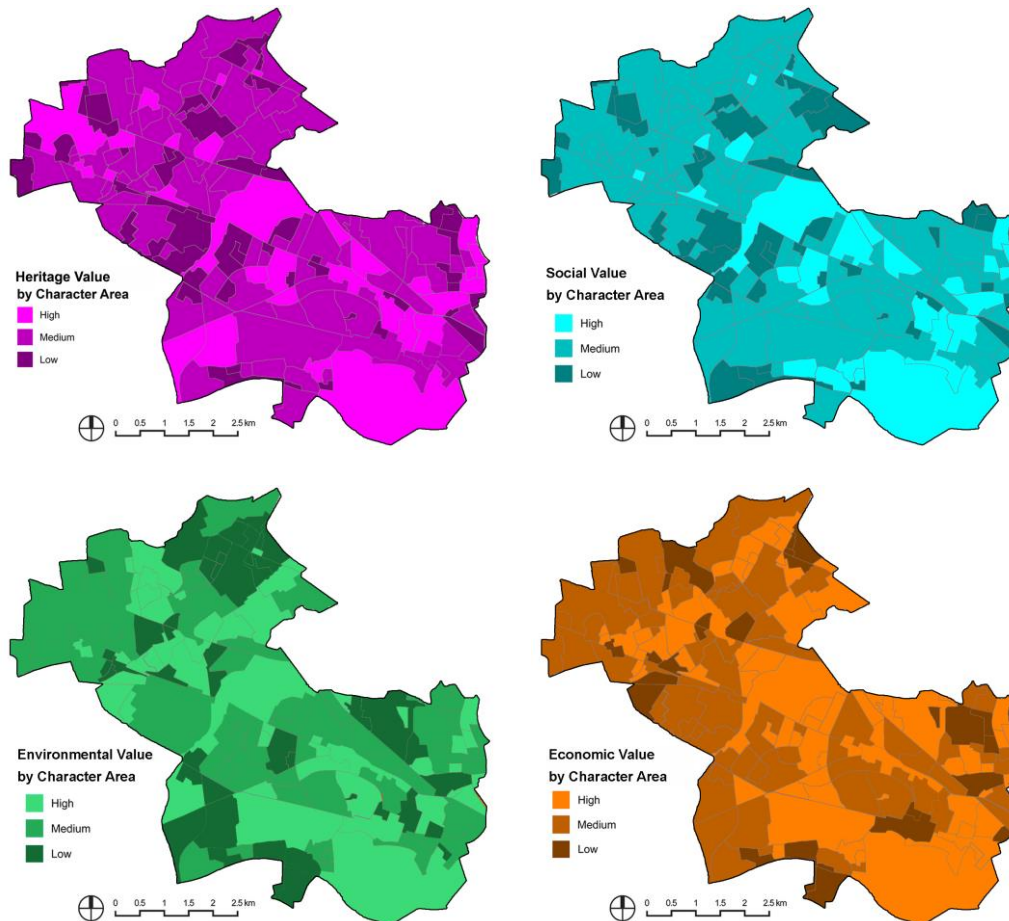 Heritage Value
by Character Area
High
Medium
Low
0 0.5 1 1.5 2 2.5 km
Social Value
by Character Area
High
Medium
Low
0 0.5 1 1.5 2 2.5 km
Environmental Value
by Character Area
High
Medium
Low
0 0.5 1 1.5 2 2.5 km
Economic Value
by Character Area
High
Medium
Low
0 0.5 1 1.5 2 2.5 km